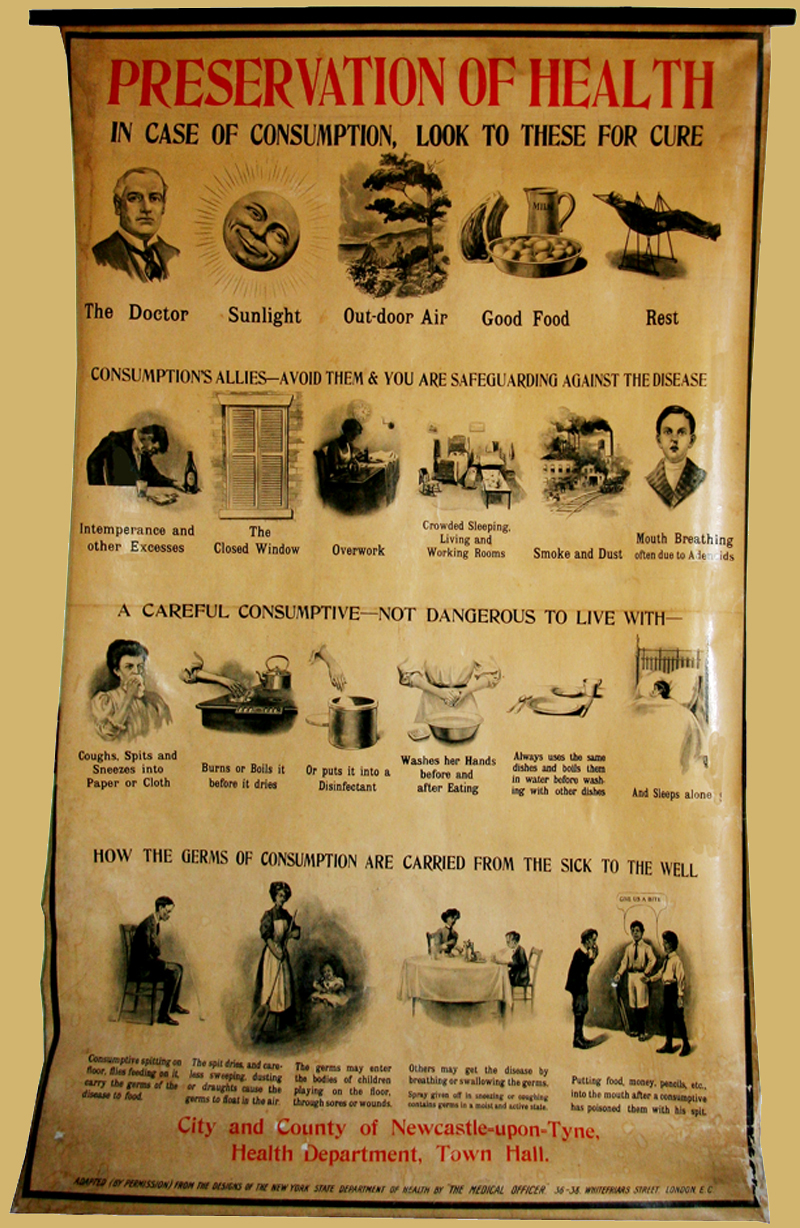 PRESERVATION OF HEALTH
IN CASE OF CONSUMPTION, LOOK TO THESE FOR CURE
MILK
The Doctor
Sunlight
Out-door Air
Good Food
Rest
CONSUMPTION'S ALLIES—AVOID THEM & YOU ARE SAFEGUARDING AGAINST THE DISEASE
Intemperance and
other Excesses
The
Closed Window
Overwork
Crowded Sleeping,
Living and
Working Rooms
Smoke and Dust
Mouth Breathing
often due to Adenoids
A CAREFUL CONSUMPTIVE—NOT DANGEROUS TO LIVE WITH—
Coughs, Spits and
Sneezes into
Paper or Cloth
Burns or Boils it
before it dries
Or puts it into a
Disinfectant
Washes her Hands
before and
after Eating
Always uses the same
dishes and boils them
in water before wash-
ing with other dishes
And Sleeps alone
HOW THE GERMS OF CONSUMPTION ARE CARRIED FROM THE SICK TO THE WELL
GIVE US A BITE
Consumptive spitting on
floor, flies feeding on it,
carry the germs of the
disease to food.
The spit dries, and care-
less sweeping, dusting
or draughts cause the
germs to float in the air.
The germs may enter
the bodies of children
playing on the floor,
through sores or wounds.
Others may get the disease by
breathing or swallowing the germs.
Spray given off in sneezing or coughing
contains germs in a moist and active state.
Putting food, money, pencils, etc.,
into the mouth after a consumptive
has poisoned them with his spit.
City and County of Newcastle-upon-Tyne,
Health Department, Town Hall.
ADAPTED (BY PERMISSION) FROM THE DESIGNS OF THE NEW YORK STATE DEPARTMENT OF HEALTH BY "THE MEDICAL OFFICER" 36-38, WHITEFRIARS STREET, LONDON, E.C.